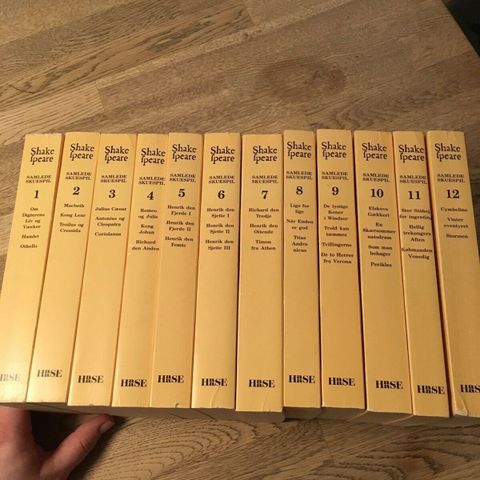 Shake
speare
SAMLEDE
SKUESPIL
1
Om
Digterens
Liv og
Værker
Hamlet
Othello
HASE
Shake
speare
SAMLEDE
SKUESPIL
2
Macbeth
Kong Lear
Troilus og
Cressida
HASE
Shake
speare
SAMLEDE
SKUESPIL
3
Julius Cæsar
Antonius og
Cleopatra
Coriolanus
HASE
Shake
speare
SAMLEDE
SKUESPIL
4
Romeo
og Julie
Kong
Johan
Richard
den Anden
HASE
Shake
speare
SAMLEDE
SKUESPIL
5
Henrik den
Fjerde I
Henrik den
Fjerde II
Henrik den
Femte
HASE
Shake
speare
SAMLEDE
SKUESPIL
6
Henrik den
Sjette I
Henrik den
Sjette II
Henrik den
Sjette III
HASE
Shake
speare
SAMLEDE
SKUESPIL
7
Richard den
Tredje
Henrik den
Ottende
Timon
fra Athen
HASE
Shake
speare
SAMLEDE
SKUESPIL
8
Lige for
lige
Når Enden
er god
Titus
Andro
nicus
HASE
Shake
speare
SAMLEDE
SKUESPIL
9
De lystige
Koner
i Windsor
Trold kan
tæmmes
Tvillingerne
De to Herrer
fra Verona
HASE
Shake
speare
SAMLEDE
SKUESPIL
10
Elskovs
Gækkeri
En
Skærsommer
natsdrøm
Som man
behager
Perikles
HASE
Shake
speare
SAMLEDE
SKUESPIL
11
Stor Ståhej
for ingenting
Hellig
trekongers
Aften
Købmanden
Venedig
HASE
Shake
speare
SAMLEDE
SKUESPIL
12
Cymbeline
Vinter
eventyret
Stormen
HASE